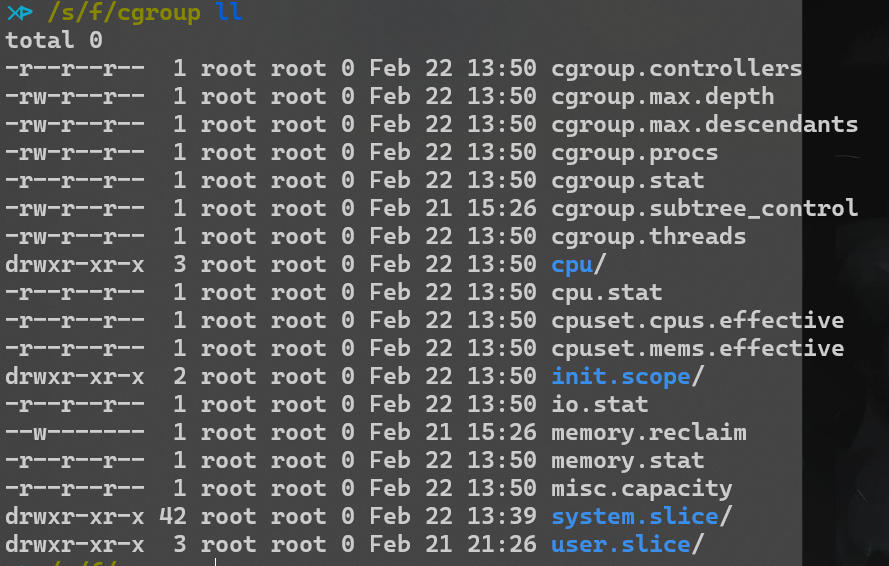 /s/f/cgroup ll
total 0
-r--r--r--  1 root root 0 Feb 22 13:50 cgroup.controllers
-rw-r--r--  1 root root 0 Feb 22 13:50 cgroup.max.depth
-rw-r--r--  1 root root 0 Feb 22 13:50 cgroup.max.descendants
-rw-r--r--  1 root root 0 Feb 22 13:50 cgroup.procs
-r--r--r--  1 root root 0 Feb 22 13:50 cgroup.stat
-rw-r--r--  1 root root 0 Feb 21 15:26 cgroup.subtree_control
-rw-r--r--  1 root root 0 Feb 22 13:50 cgroup.threads
drwxr-xr-x  3 root root 0 Feb 22 13:50 cpu/
-r--r--r--  1 root root 0 Feb 22 13:50 cpu.stat
-r--r--r--  1 root root 0 Feb 22 13:50 cpuset.cpus.effective
-r--r--r--  1 root root 0 Feb 22 13:50 cpuset.mems.effective
drwxr-xr-x  2 root root 0 Feb 22 13:50 init.scope/
-r--r--r--  1 root root 0 Feb 22 13:50 io.stat
--w-------  1 root root 0 Feb 21 15:26 memory.reclaim
-r--r--r--  1 root root 0 Feb 22 13:50 memory.stat
-r--r--r--  1 root root 0 Feb 22 13:50 misc.capacity
drwxr-xr-x 42 root root 0 Feb 22 13:39 system.slice/
drwxr-xr-x  3 root root 0 Feb 21 21:26 user.slice/